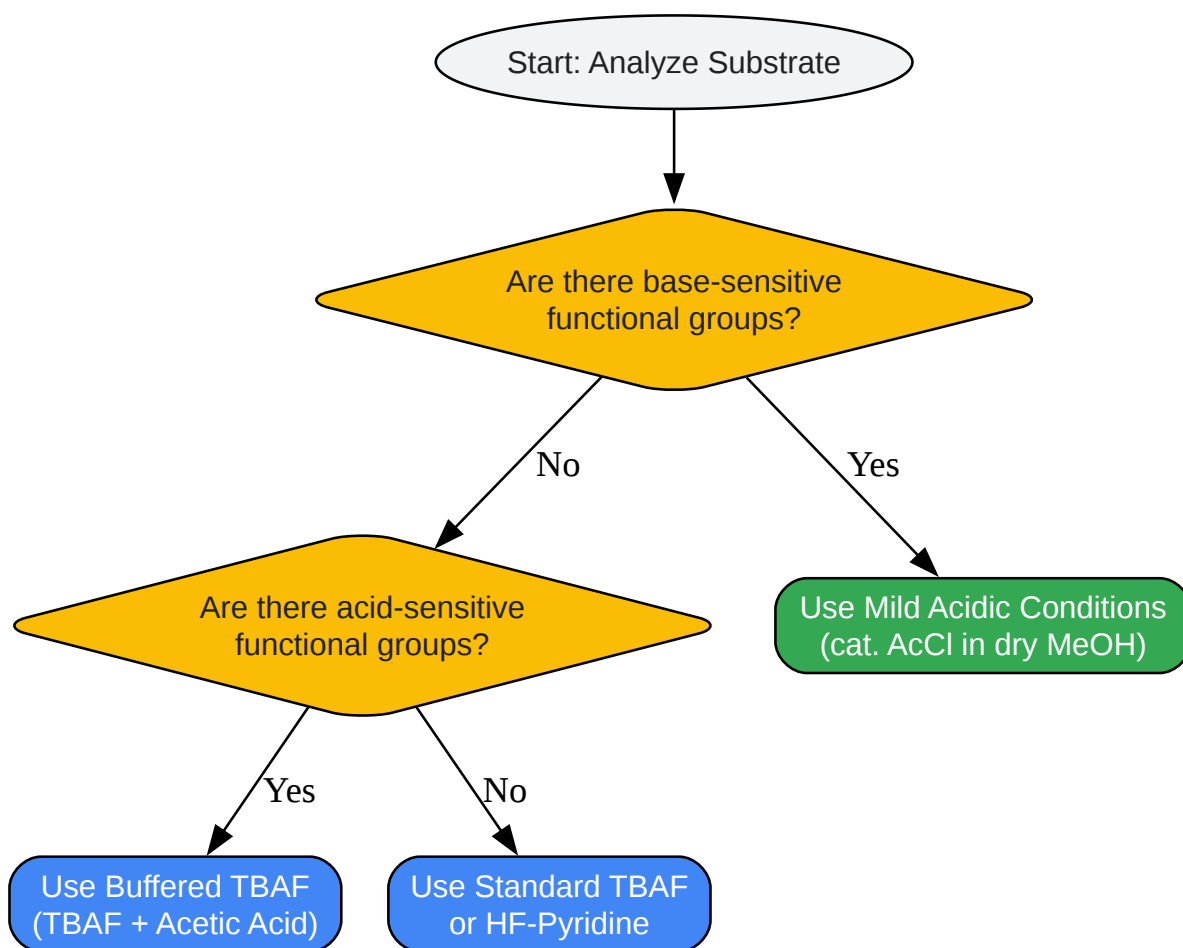 Start: Analyze Substrate
Are there base-sensitive
functional groups?
No
Yes
Are there acid-sensitive
functional groups?
Use Mild Acidic Conditions
(cat. AcCl in dry MeOH)
Yes
No
Use Buffered TBAF
(TBAF + Acetic Acid)
Use Standard TBAF
or HF-Pyridine